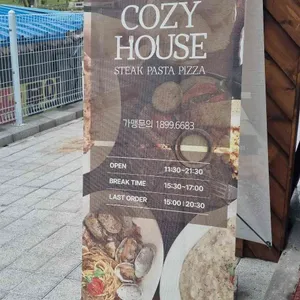 COZY
HOUSE
STEAK PASTA PIZZA
가맹문의 1899.6683
OPEN 11:30~21:30
BREAK TIME 15:30~17:00
LAST ORDER 15:00 | 20:30